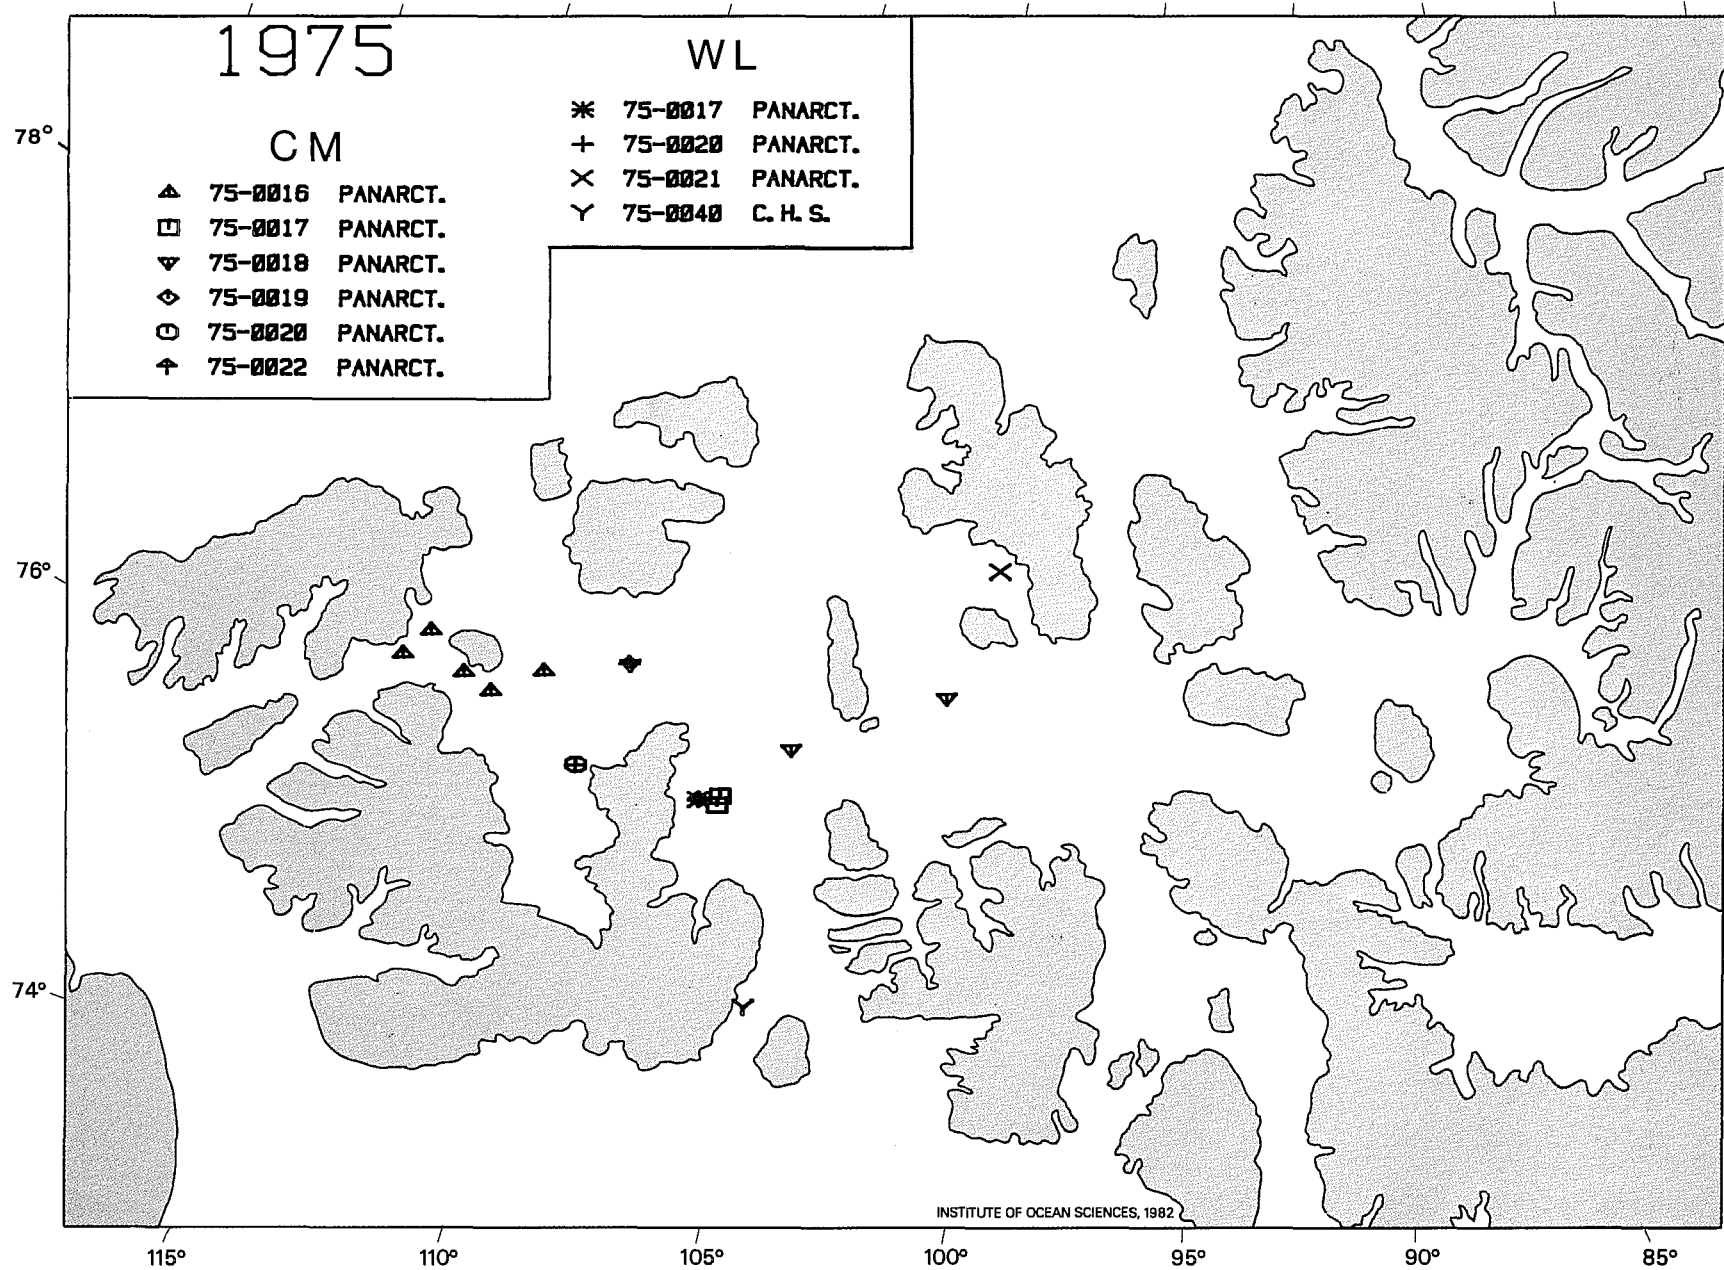 1975
CM
75-0016 PANARCT.
75-0017 PANARCT.
75-0018 PANARCT.
75-0019 PANARCT.
75-0020 PANARCT.
75-0022 PANARCT.
WL
75-0017 PANARCT.
75-0020 PANARCT.
75-0021 PANARCT.
75-0040 C.H.S.
78°
76°
74°
INSTITUTE OF OCEAN SCIENCES, 1982
115° 110° 105° 100° 95° 90° 85°